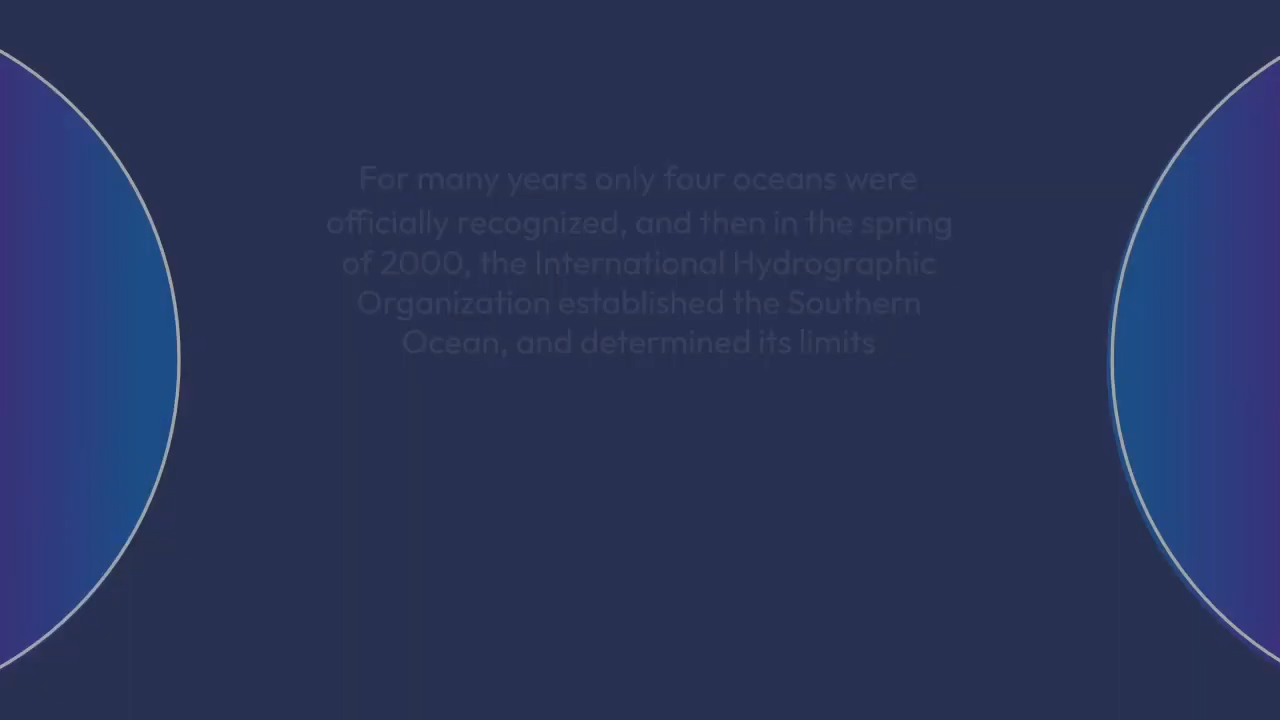 For many years only four oceans were
officially recognized, and then in the spring
of 2000, the International Hydrographic
Organization established the Southern
Ocean, and determined its limits